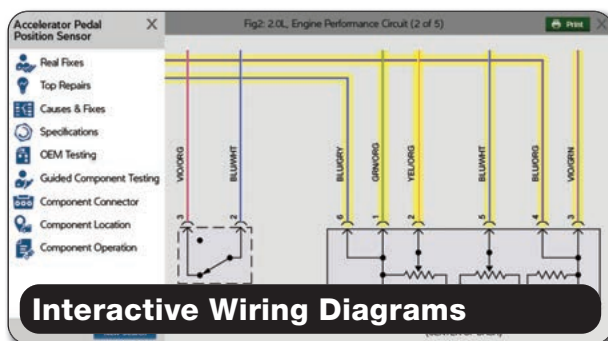 Accelerator Pedal
Position Sensor
X
Fig2: 2.0L, Engine Performance Circuit (2 of 5)
Print
X
Real Fixes
Top Repairs
Causes & Fixes
Specifications
OEM Testing
Guided Component Testing
Component Connector
Component Location
Component Operation
VIO/ORG
BLU/WHT
BLU/GRY
GRN/ORG
YEL/ORG
BLU/WHT
BLU/ORG
VIO/GRN
3
2
6
1
2
5
4
3
Interactive Wiring Diagrams